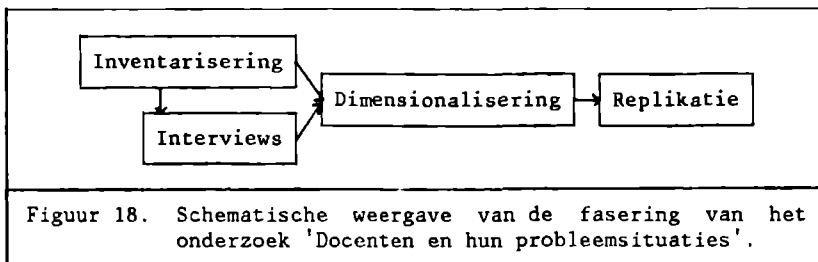 Inventarisering
Interviews
Dimensionalisering
Replikatie
Figuur 18. Schematische weergave van de fasering van het
onderzoek 'Docenten en hun probleemsituaties'.